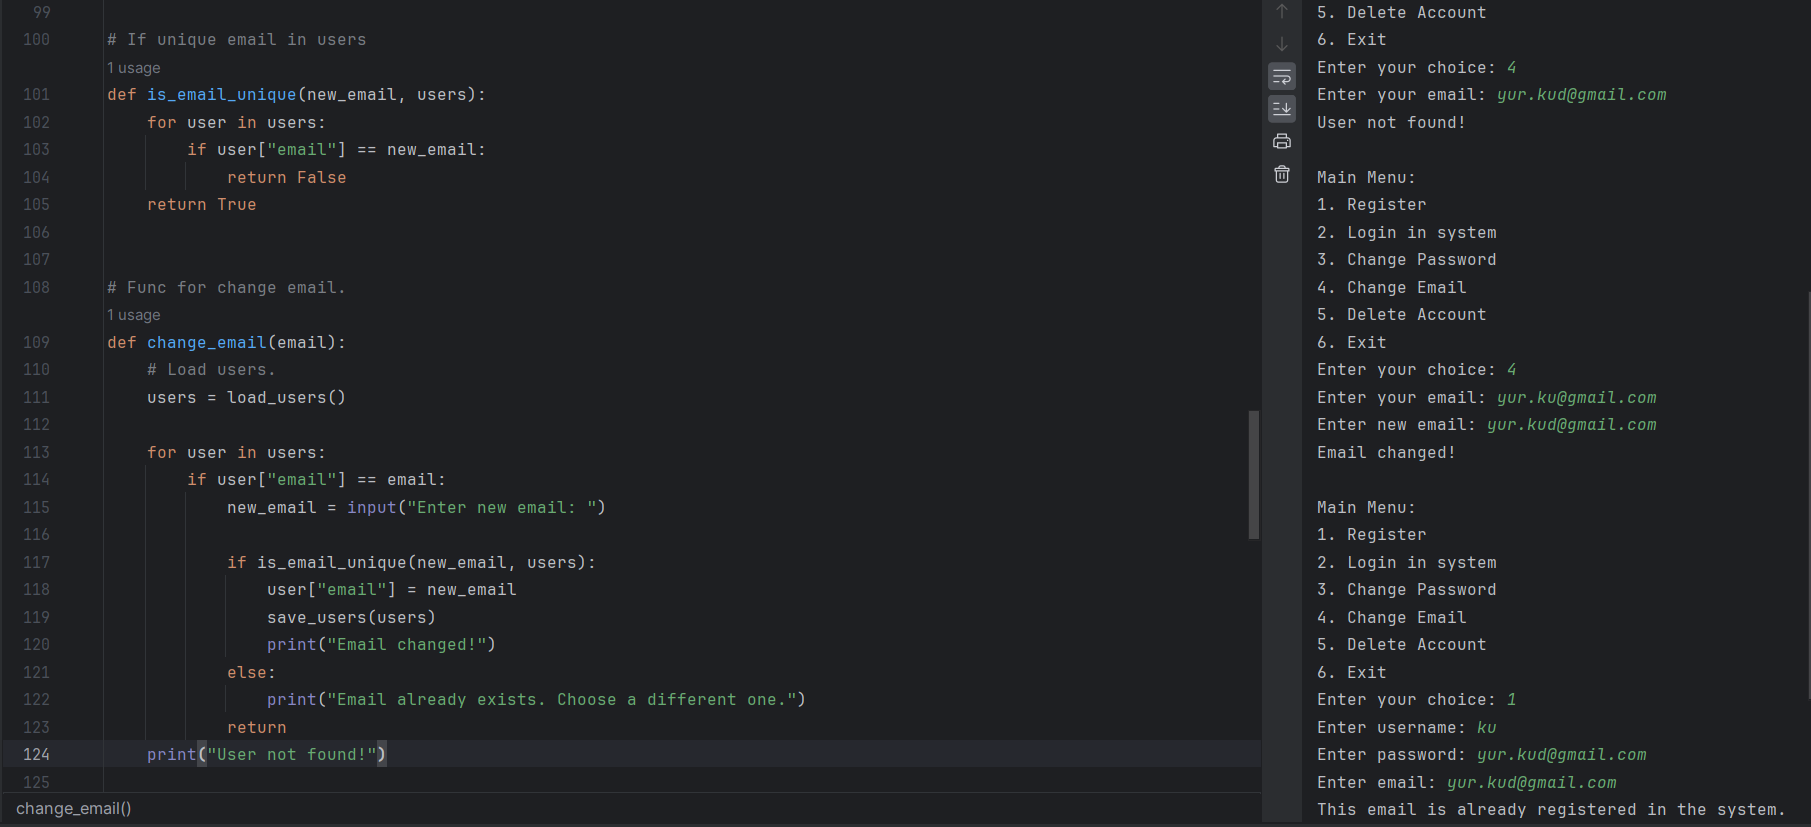 99
100 # If unique email in users
1 usage
101 def is_email_unique(new_email, users):
102     for user in users:
103         if user["email"] == new_email:
104             return False
105     return True
106
107
108 # Func for change email.
1 usage
109 def change_email(email):
110     # Load users.
111     users = load_users()
112
113     for user in users:
114         if user["email"] == email:
115             new_email = input("Enter new email: ")
116
117             if is_email_unique(new_email, users):
118                 user["email"] = new_email
119                 save_users(users)
120                 print("Email changed!")
121             else:
122                 print("Email already exists. Choose a different one.")
123             return
124     print("User not found!")
125
change_email()
5. Delete Account
6. Exit
Enter your choice: 4
Enter your email: yur.kud@gmail.com
User not found!

Main Menu:
1. Register
2. Login in system
3. Change Password
4. Change Email
5. Delete Account
6. Exit
Enter your choice: 4
Enter your email: yur.ku@gmail.com
Enter new email: yur.kud@gmail.com
Email changed!

Main Menu:
1. Register
2. Login in system
3. Change Password
4. Change Email
5. Delete Account
6. Exit
Enter your choice: 1
Enter username: ku
Enter password: yur.kud@gmail.com
Enter email: yur.kud@gmail.com
This email is already registered in the system.